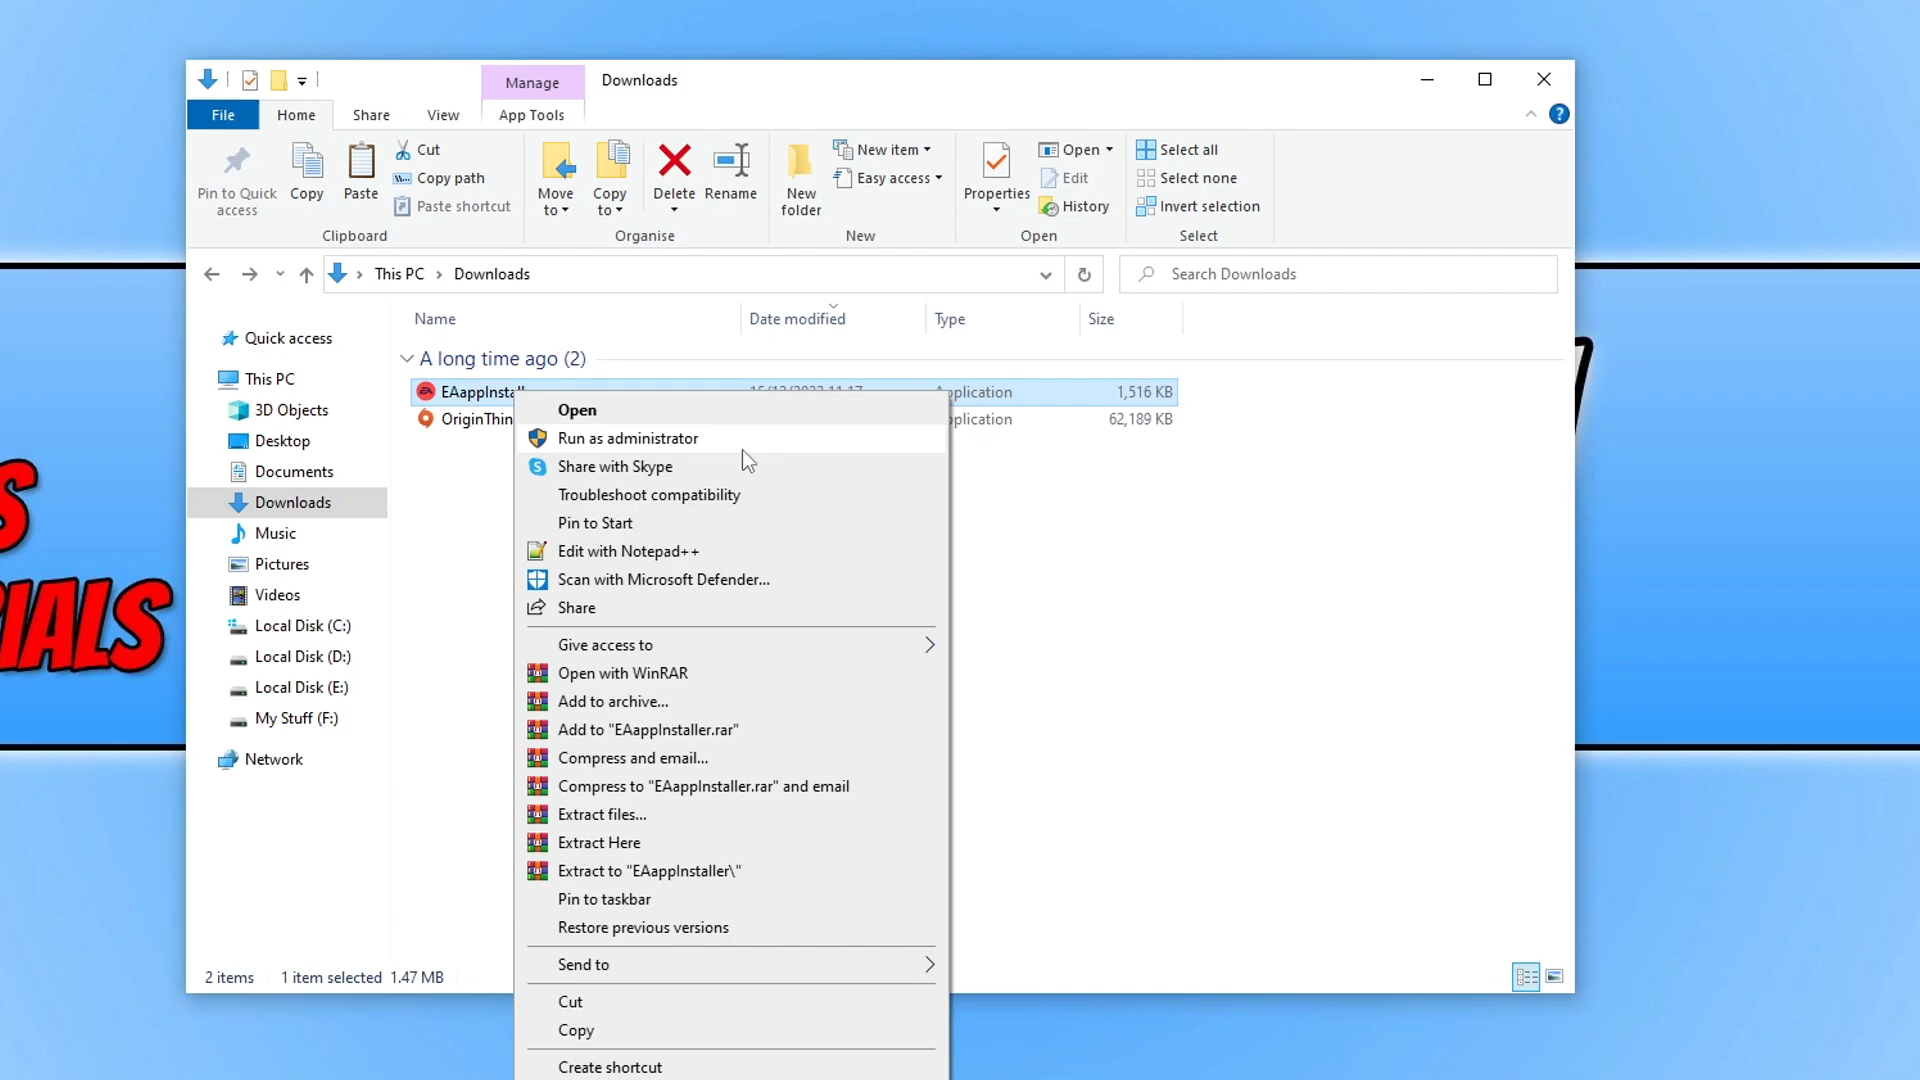 Manage
Downloads
File
Home
Share
View
App Tools
Pin to Quick access
Copy
Paste
Cut
Copy path
Paste shortcut
Clipboard
Move to
Copy to
Delete
Rename
Organise
New folder
New item
Easy access
New
Properties
Open
Edit
History
Open
Select all
Select none
Invert selection
Select
This PC
Downloads
Search Downloads
Name
Date modified
Type
Size
Quick access
This PC
3D Objects
Desktop
Documents
Downloads
Music
Pictures
Videos
Local Disk (C:)
Local Disk (D:)
Local Disk (E:)
My Stuff (F:)
Network
A long time ago (2)
EAappInstall
1,516 KB
OriginThin
62,189 KB
Open
Run as administrator
Share with Skype
Troubleshoot compatibility
Pin to Start
Edit with Notepad++
Scan with Microsoft Defender...
Share
Give access to
Open with WinRAR
Add to archive...
Add to "EAappInstaller.rar"
Compress and email...
Compress to "EAappInstaller.rar" and email
Extract files...
Extract Here
Extract to "EAappInstaller\"
Pin to taskbar
Restore previous versions
Send to
Cut
Copy
Create shortcut
2 items
1 item selected 1.47 MB